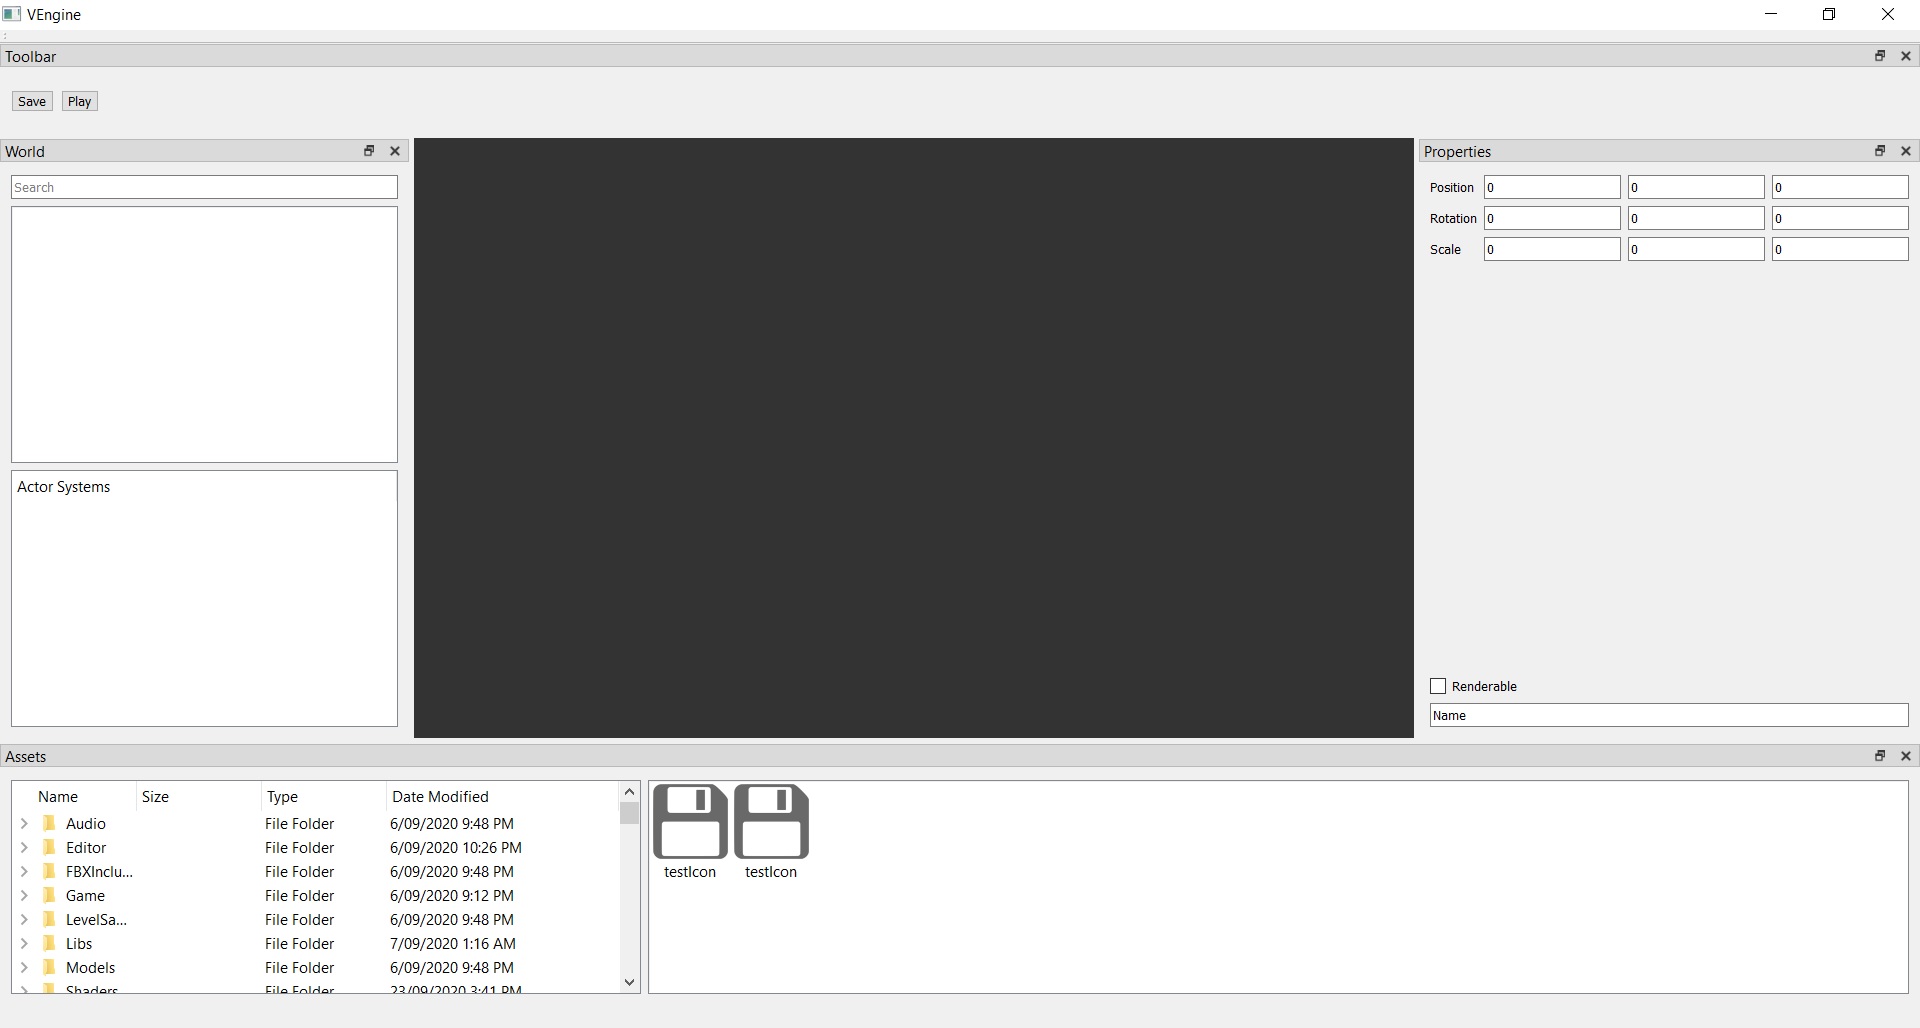 VEngine
Toolbar
Save Play
World
Search
Actor Systems
Properties
Position 0 0 0
Rotation 0 0 0
Scale 0 0 0
Renderable
Name
Assets
Name Size Type Date Modified
Audio File Folder 6/09/2020 9:48 PM
Editor File Folder 6/09/2020 10:26 PM
FBXInclu... File Folder 6/09/2020 9:48 PM
Game File Folder 6/09/2020 9:12 PM
LevelSa... File Folder 6/09/2020 9:48 PM
Libs File Folder 7/09/2020 1:16 AM
Models File Folder 6/09/2020 9:48 PM
Shaders File Folder 23/09/2020 3:41 PM
testIcon testIcon